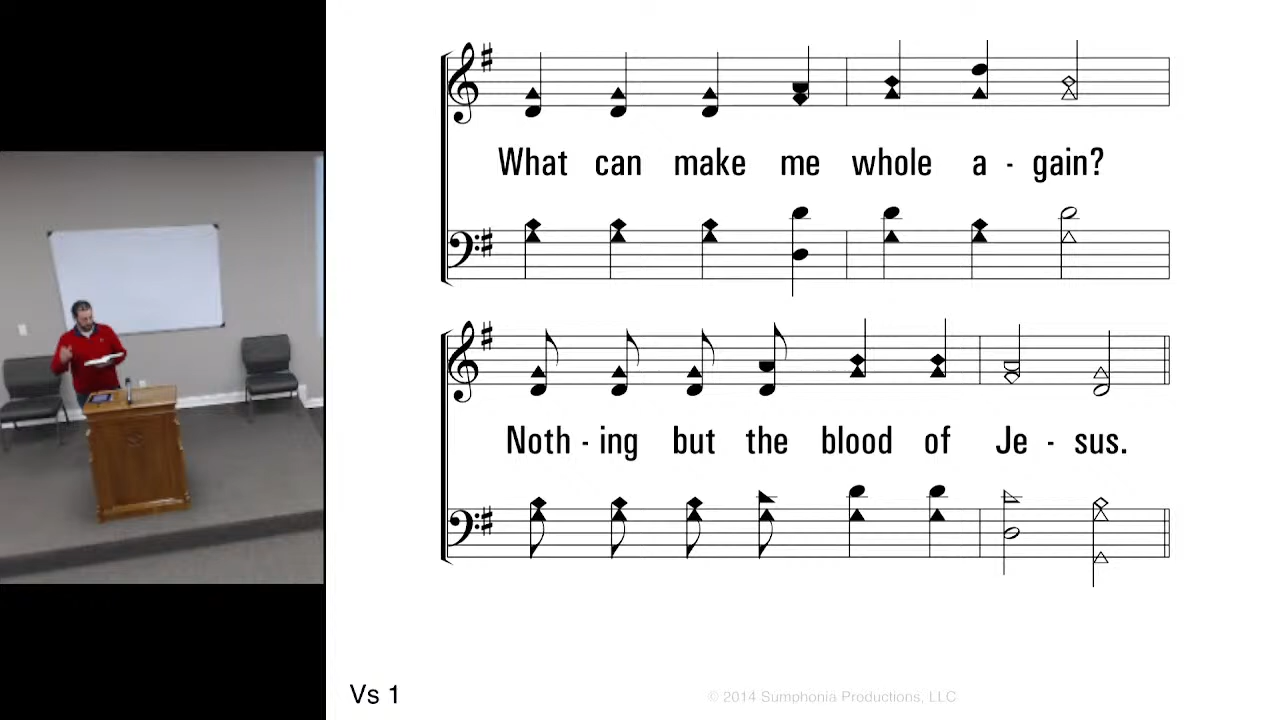 What can make me whole a - gain?
Noth - ing but the blood of Je - sus.
Vs 1
© 2014 Sumphonia Productions, LLC